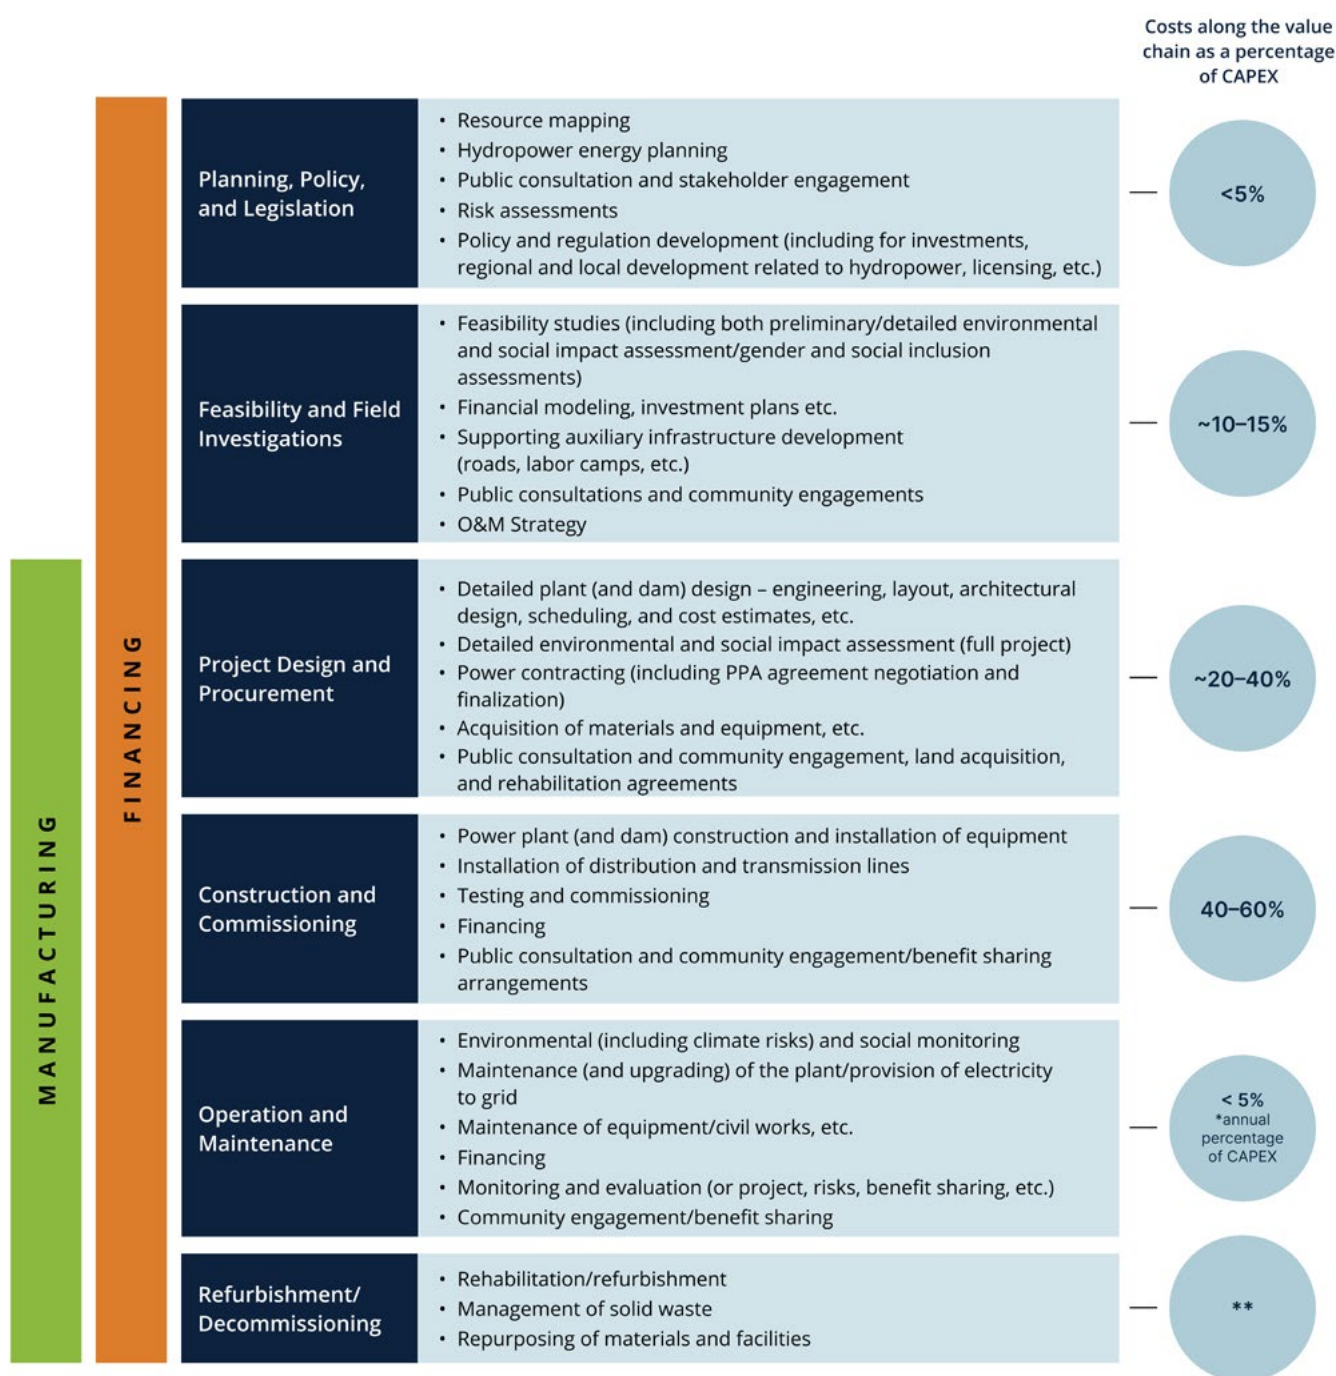 Costs along the value
chain as a percentage
of CAPEX
MANUFACTURING
FINANCING
Planning, Policy,
and Legislation
• Resource mapping
• Hydropower energy planning
• Public consultation and stakeholder engagement
• Risk assessments
• Policy and regulation development (including for investments,
regional and local development related to hydropower, licensing, etc.)
<5%
Feasibility and Field
Investigations
• Feasibility studies (including both preliminary/detailed environmental
and social impact assessment/gender and social inclusion
assessments)
• Financial modeling, investment plans etc.
• Supporting auxiliary infrastructure development
(roads, labor camps, etc.)
• Public consultations and community engagements
• O&M Strategy
~10–15%
Project Design and
Procurement
• Detailed plant (and dam) design – engineering, layout, architectural
design, scheduling, and cost estimates, etc.
• Detailed environmental and social impact assessment (full project)
• Power contracting (including PPA agreement negotiation and
finalization)
• Acquisition of materials and equipment, etc.
• Public consultation and community engagement, land acquisition,
and rehabilitation agreements
~20–40%
Construction and
Commissioning
• Power plant (and dam) construction and installation of equipment
• Installation of distribution and transmission lines
• Testing and commissioning
• Financing
• Public consultation and community engagement/benefit sharing
arrangements
40–60%
Operation and
Maintenance
• Environmental (including climate risks) and social monitoring
• Maintenance (and upgrading) of the plant/provision of electricity
to grid
• Maintenance of equipment/civil works, etc.
• Financing
• Monitoring and evaluation (or project, risks, benefit sharing, etc.)
• Community engagement/benefit sharing
< 5%
*annual
percentage
of CAPEX
Refurbishment/
Decommissioning
• Rehabilitation/refurbishment
• Management of solid waste
• Repurposing of materials and facilities
**